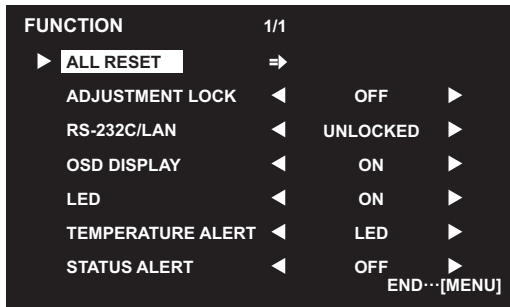 FUNCTION 1/1
ALL RESET
ADJUSTMENT LOCK OFF
RS-232C/LAN UNLOCKED
OSD DISPLAY ON
LED ON
TEMPERATURE ALERT LED
STATUS ALERT OFF
END···[MENU]